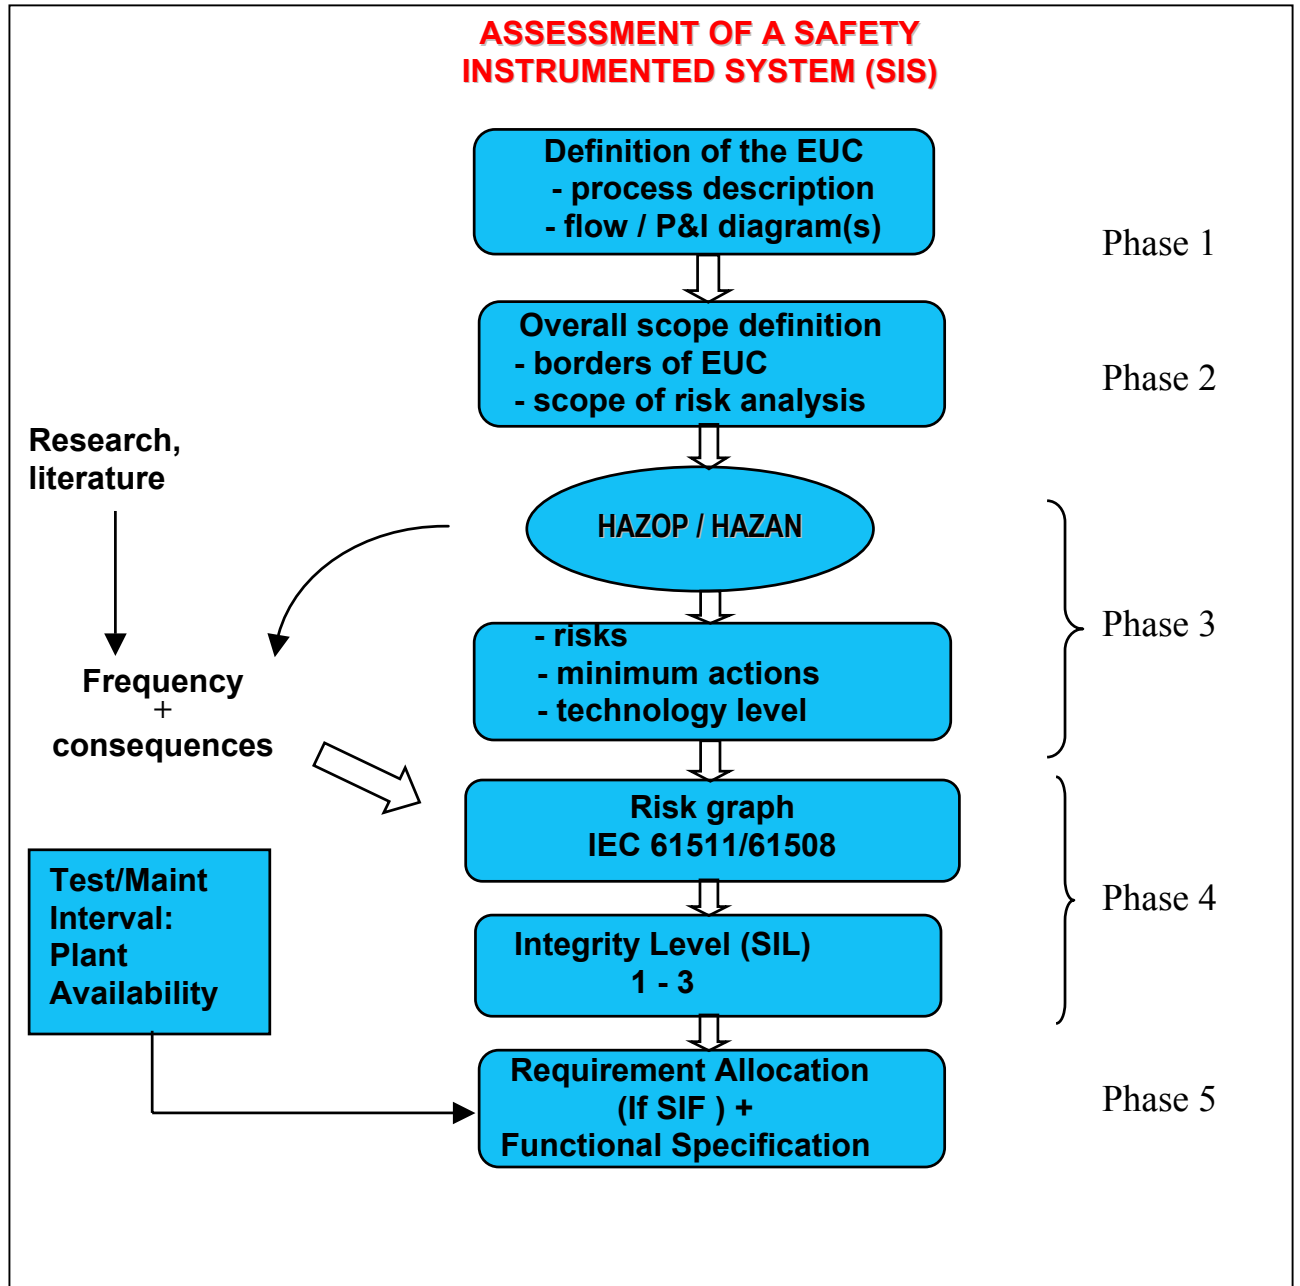 ASSESSMENT OF A SAFETY
INSTRUMENTED SYSTEM (SIS)
Definition of the EUC
- process description
- flow / P&I diagram(s)
Phase 1
Overall scope definition
- borders of EUC
- scope of risk analysis
Phase 2
Research,
literature
HAZOP / HAZAN
- risks
- minimum actions
- technology level
Phase 3
Frequency
+
consequences
Risk graph
IEC 61511/61508
Integrity Level (SIL)
1 - 3
Phase 4
Test/Maint
Interval:
Plant
Availability
Requirement Allocation
(If SIF ) +
Functional Specification
Phase 5